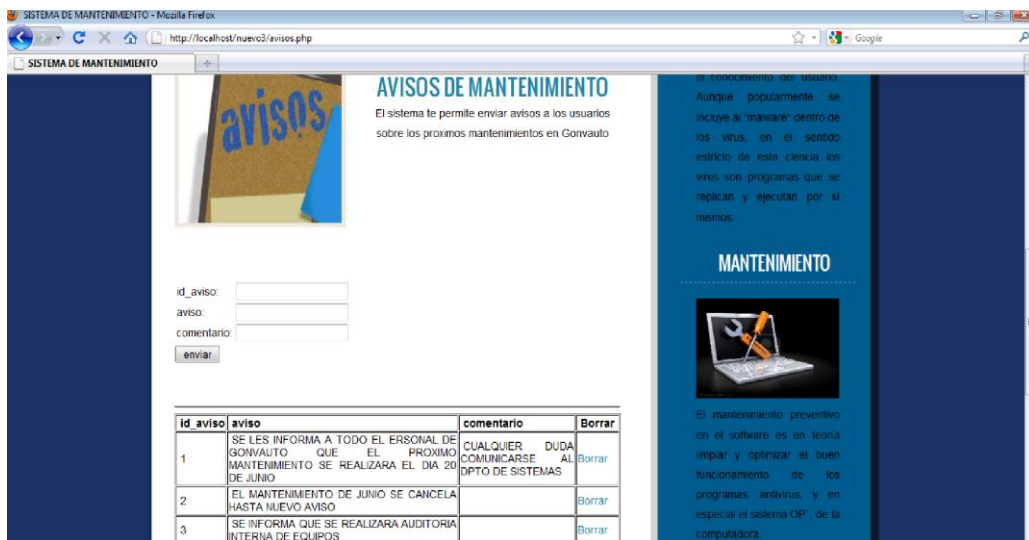 SISTEMA DE MANTENIMIENTO - Mozilla Firefox
http://localhost/nuevo3/avisos.php
Google
SISTEMA DE MANTENIMIENTO
avisos
AVISOS DE MANTENIMIENTO
El sistema te permite enviar avisos a los usuarios
sobre los proximos mantenimientos en Gonvauto
id_aviso:
aviso:
comentario:
enviar
id_aviso aviso comentario Borrar
1
SE LES INFORMA A TODO EL ERSONAL DE
GONVAUTO QUE EL PROXIMO
MANTENIMIENTO SE REALIZARA EL DIA 20
DE JUNIO
CUALQUIER DUDA
COMUNICARSE AL
DPTO DE SISTEMAS
Borrar
2
EL MANTENIMIENTO DE JUNIO SE CANCELA
HASTA NUEVO AVISO
Borrar
3
SE INFORMA QUE SE REALIZARA AUDITORIA
INTERNA DE EQUIPOS
Borrar
el conocimiento del usuario.
Aunque popularmente se
incluye al "malware" dentro de
los virus, en el sentido
estricto de esta ciencia los
virus son programas que se
replican y ejecutan por sí
mismos
MANTENIMIENTO
El mantenimiento preventivo
en el software es en teoria
limpiar y optimizar el buen
funcionamiento de los
programas, antivirus, y en
especial el sistema OP´, de la
computadora.